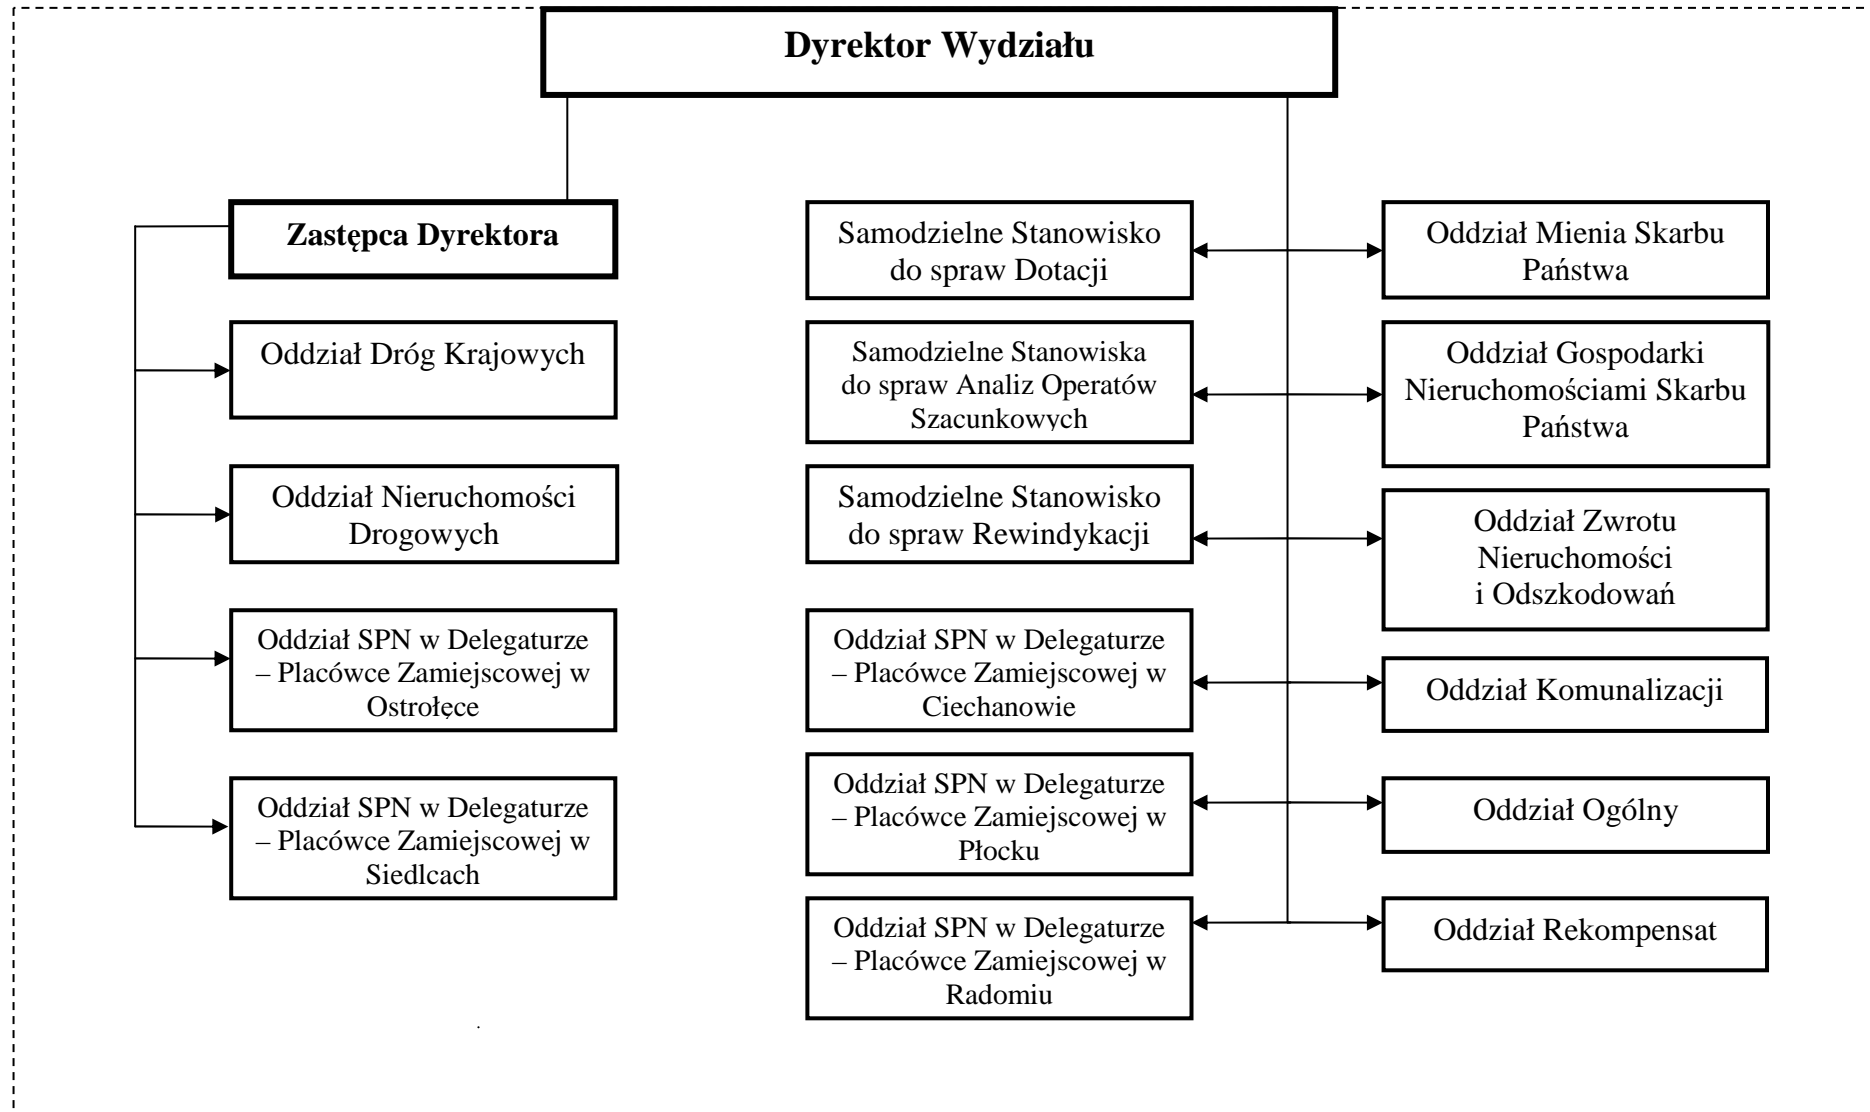 Dyrektor Wydziału
Zastępca Dyrektora
Oddział Dróg Krajowych
Oddział Nieruchomości
Drogowych
Oddział SPN w Delegaturze
– Placówce Zamiejscowej w
Ostrołęce
Oddział SPN w Delegaturze
– Placówce Zamiejscowej w
Siedlcach
Samodzielne Stanowisko
do spraw Dotacji
Samodzielne Stanowiska
do spraw Analiz Operatów
Szacunkowych
Samodzielne Stanowisko
do spraw Rewindykacji
Oddział SPN w Delegaturze
– Placówce Zamiejscowej w
Ciechanowie
Oddział SPN w Delegaturze
– Placówce Zamiejscowej w
Płocku
Oddział SPN w Delegaturze
– Placówce Zamiejscowej w
Radomiu
Oddział Mienia Skarbu
Państwa
Oddział Gospodarki
Nieruchomościami Skarbu
Państwa
Oddział Zwrotu
Nieruchomości
i Odszkodowań
Oddział Komunalizacji
Oddział Ogólny
Oddział Rekompensat